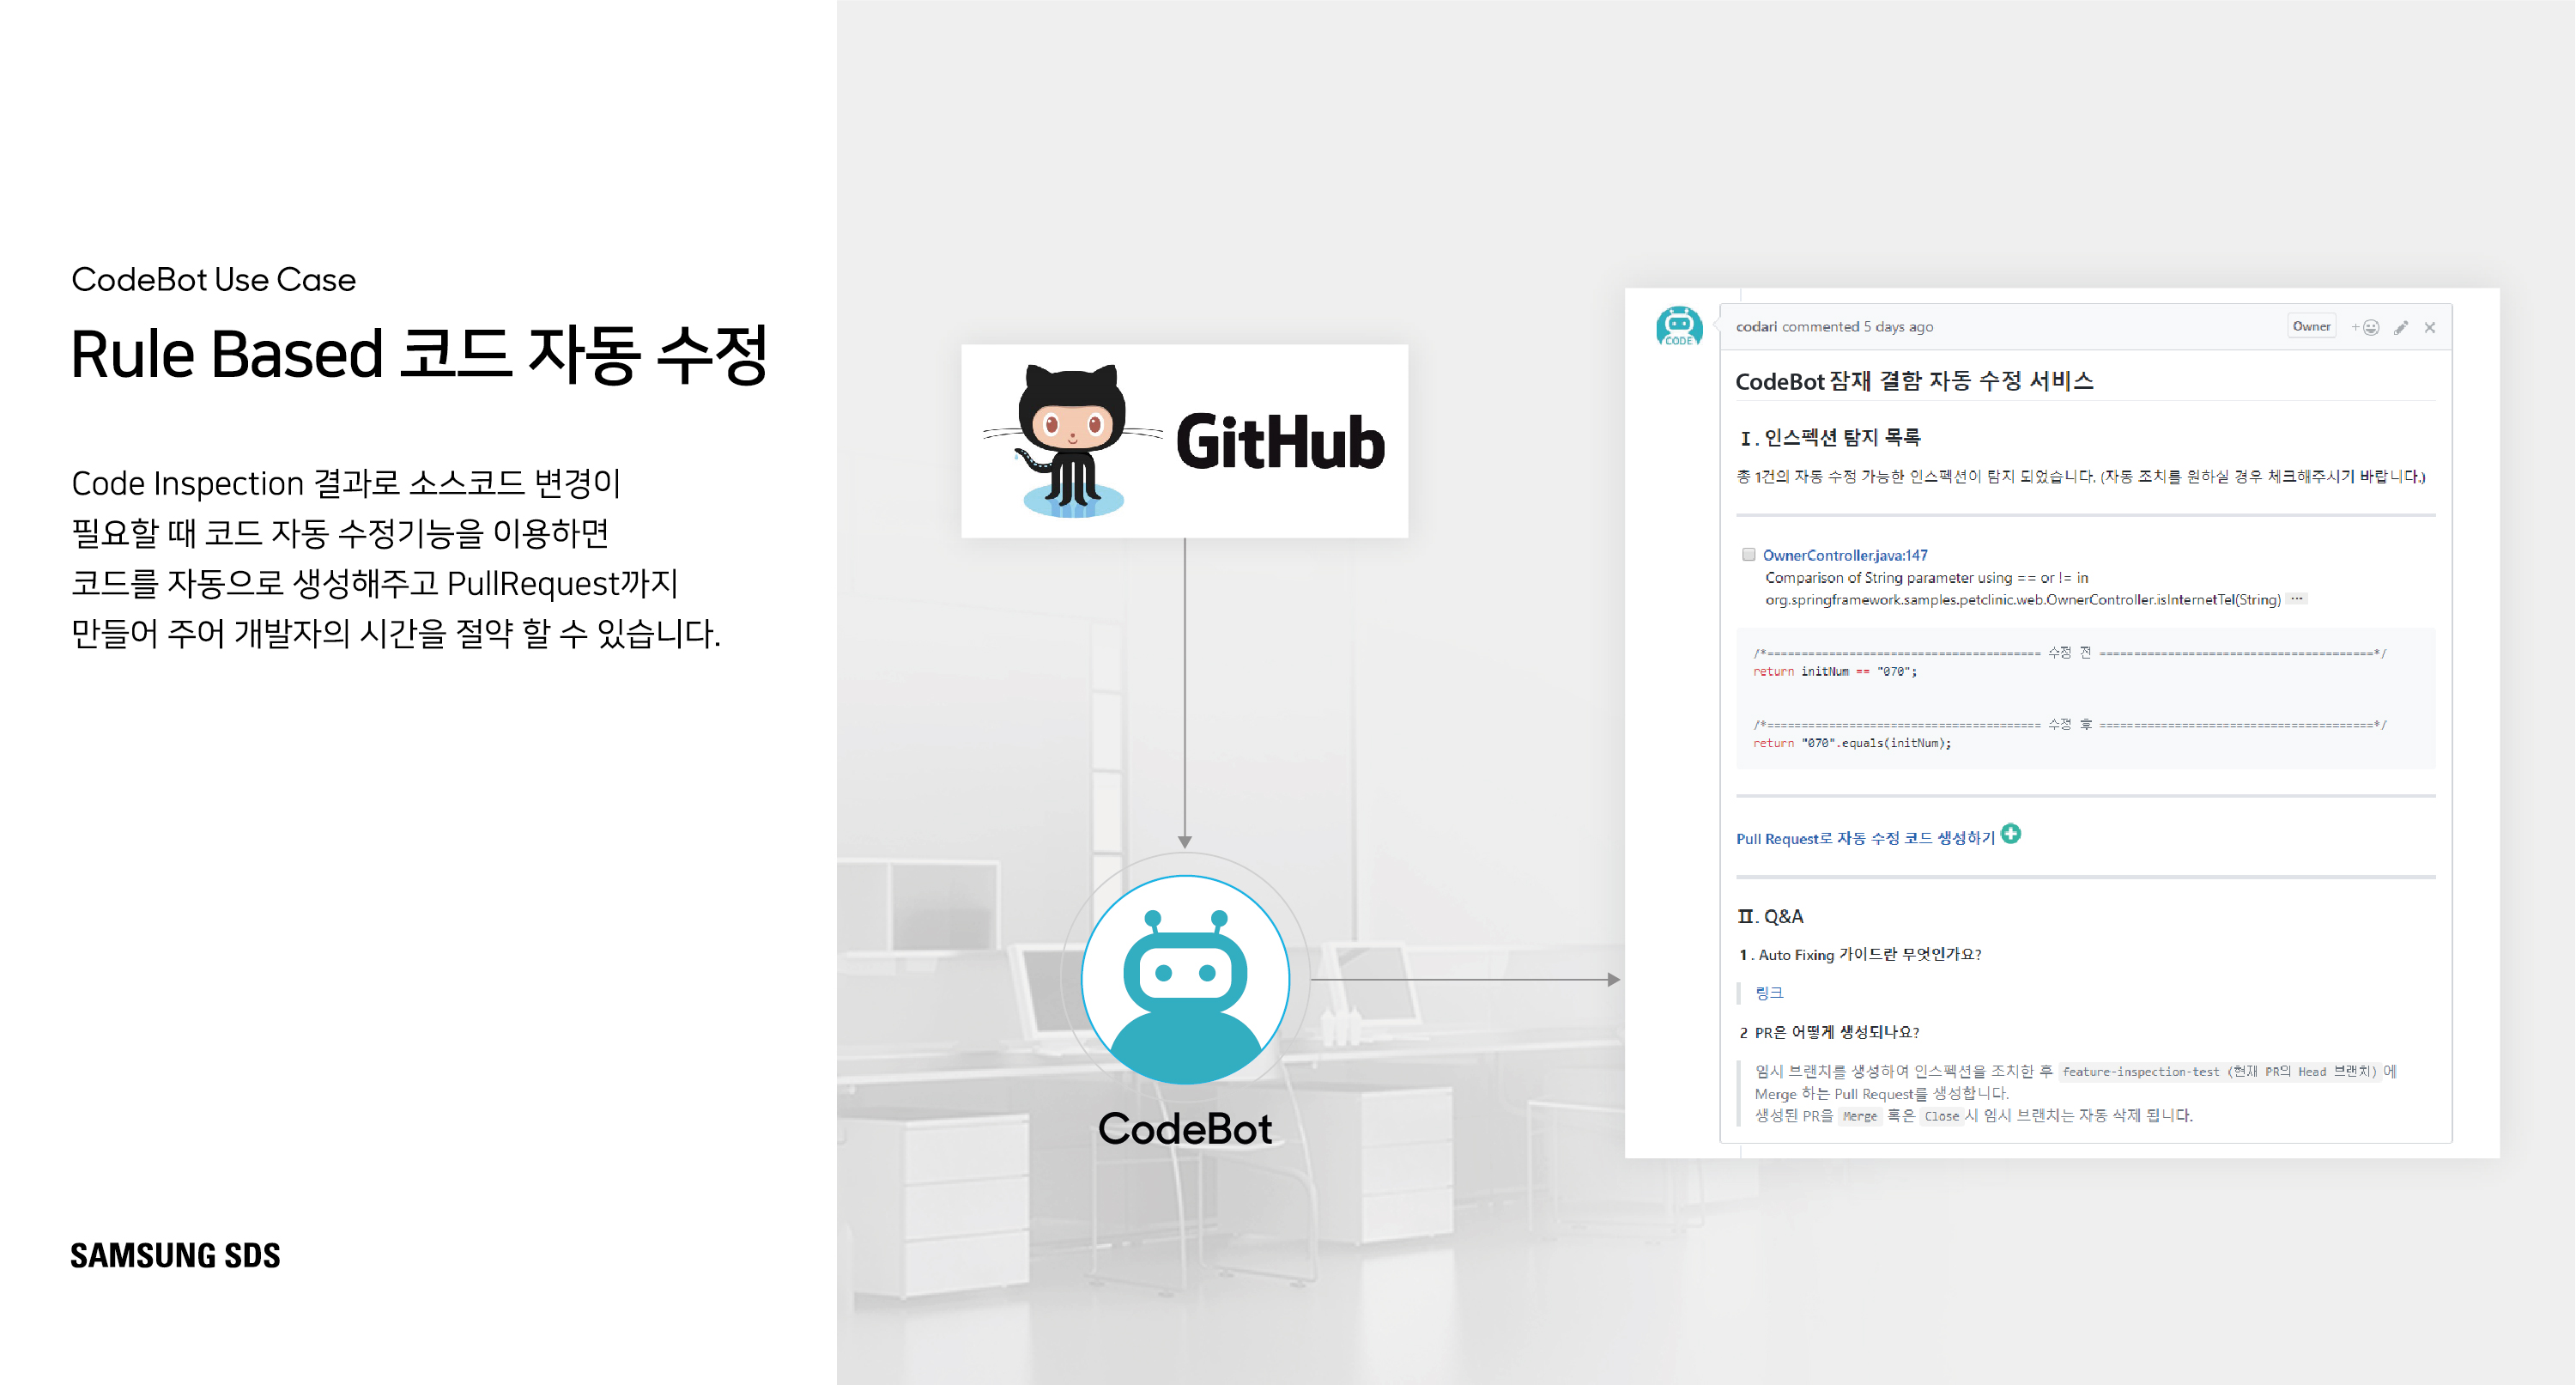 CodeBot Use Case
Rule Based 코드 자동 수정
Code Inspection 결과로 소스코드 변경이
필요할 때 코드 자동 수정기능을 이용하면
코드를 자동으로 생성해주고 PullRequest까지
만들어 주어 개발자의 시간을 절약 할 수 있습니다.
SAMSUNG SDS
GitHub
CodeBot
CODE
codari commented 5 days ago
Owner
CodeBot 잠재 결함 자동 수정 서비스
Ⅰ. 인스펙션 탐지 목록
총 1건의 자동 수정 가능한 인스펙션이 탐지 되었습니다. (자동 조치를 원하실 경우 체크해주시기 바랍니다.)
OwnerController.java:147
Comparison of String parameter using == or != in
org.springframework.samples.petclinic.web.OwnerController.isInternetTel(String) ...
/*======================================== 수정 전 ========================================*/
return initNum == "070";
/*======================================== 수정 후 ========================================*/
return "070".equals(initNum);
Pull Request로 자동 수정 코드 생성하기
Ⅱ. Q&A
1 . Auto Fixing 가이드란 무엇인가요?
링크
2 PR은 어떻게 생성되나요?
임시 브랜치를 생성하여 인스펙션을 조치한 후 feature-inspection-test (현재 PR의 Head 브랜치) 에
Merge 하는 Pull Request를 생성합니다.
생성된 PR을 Merge 혹은 Close 시 임시 브랜치는 자동 삭제 됩니다.